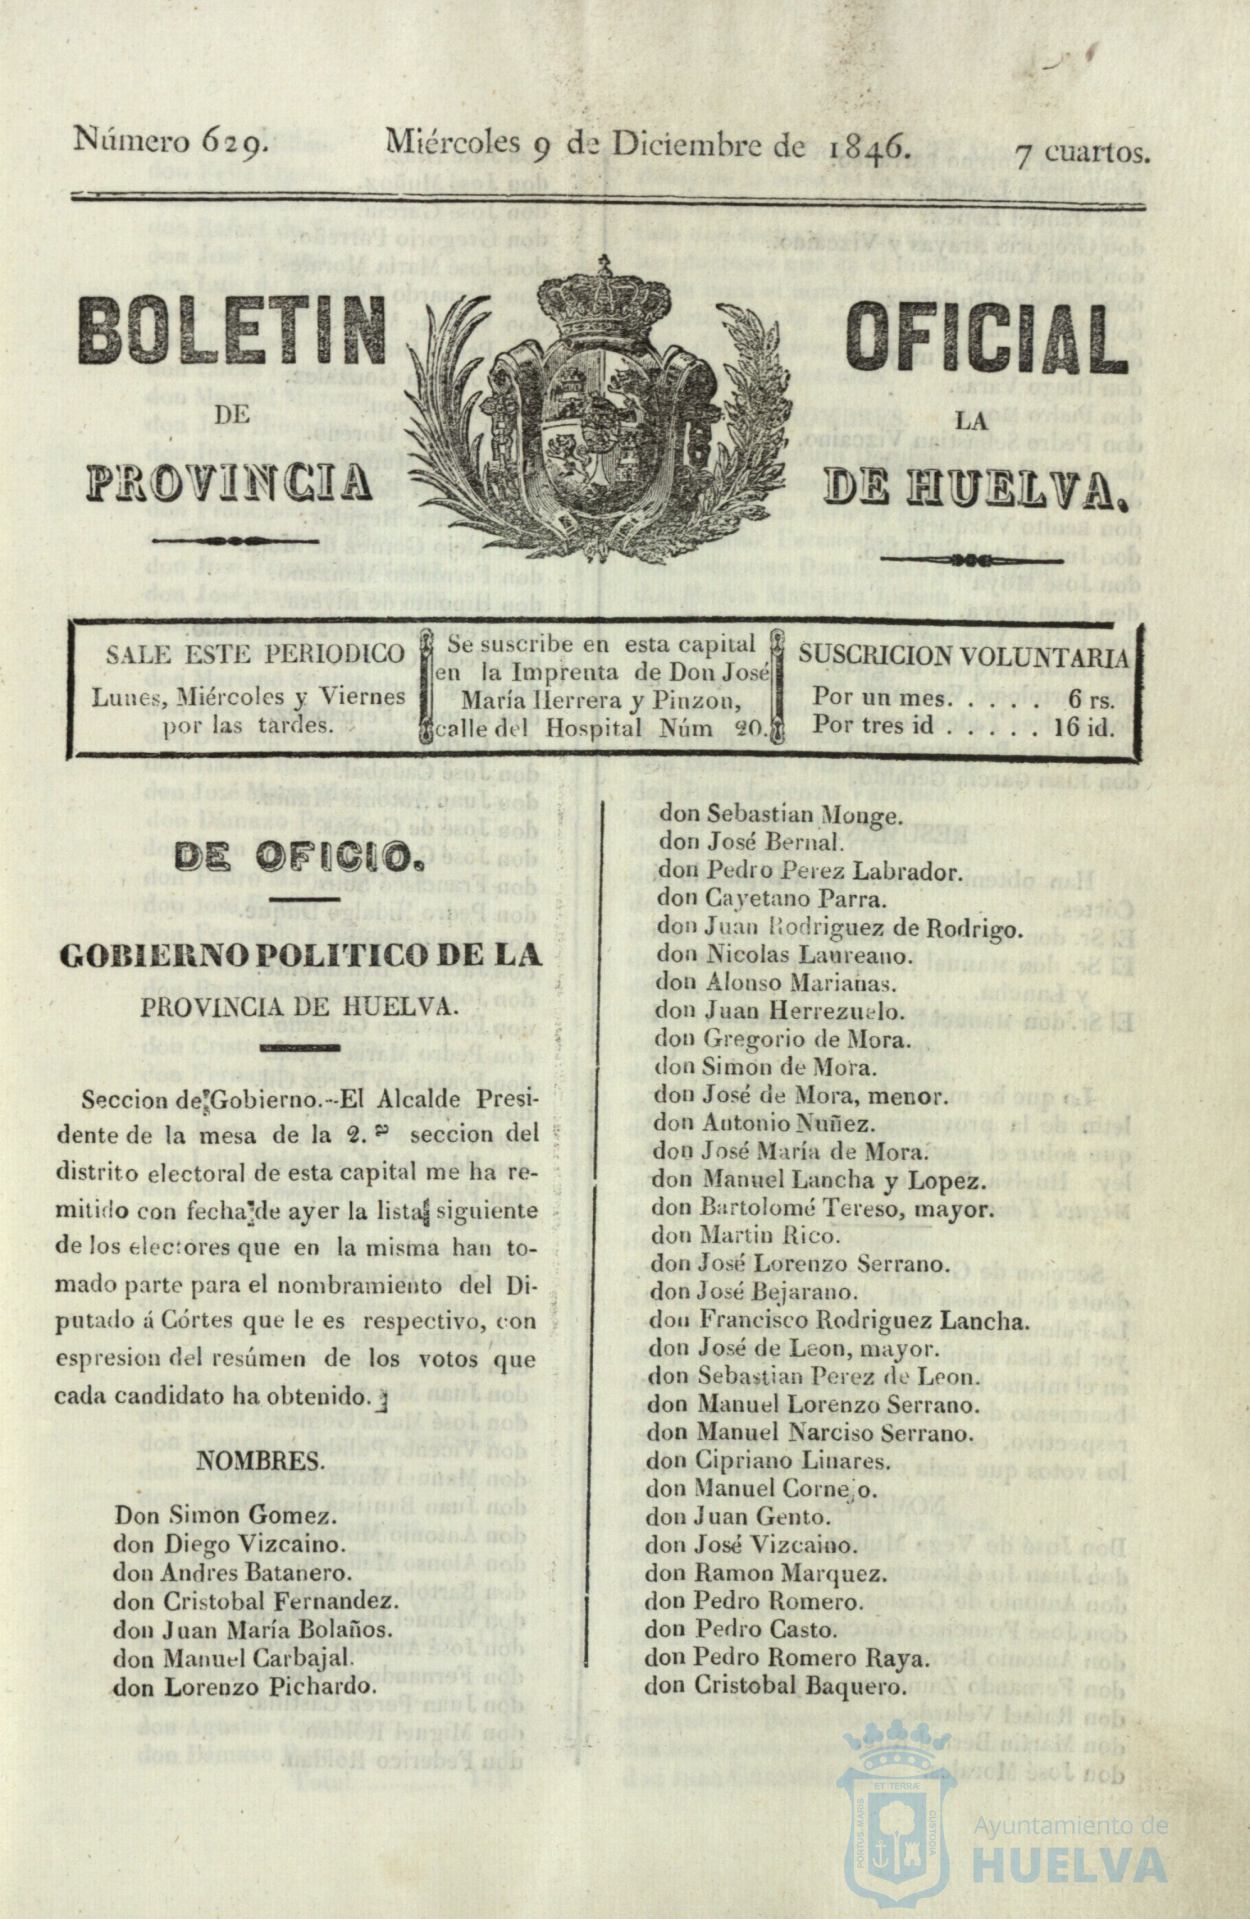 Número 629.
Miércoles 9 de Diciembre de 1846.
7 cuartos.
BOLETIN OFICIAL
DE LA
PROVINCIA DE HUELVA.
SALE ESTE PERIODICO
Lunes, Miércoles y Viernes
por las tardes.
Se suscribe en esta capital
en la Imprenta de Don José
María Herrera y Pinzon,
calle del Hospital Núm 20.
SUSCRICION VOLUNTARIA
Por un mes. . . . . 6 rs.
Por tres id . . . . . 16 id.
DE OFICIO.
GOBIERNO POLITICO DE LA
PROVINCIA DE HUELVA.
Seccion de Gobierno.--El Alcalde Presi-
dente de la mesa de la 2.ª seccion del
distrito electoral de esta capital me ha re-
mitido con fecha de ayer la lista siguiente
de los electores que en la misma han to-
mado parte para el nombramiento del Di-
putado á Córtes que le es respectivo, con
espresion del resúmen de los votos que
cada candidato ha obtenido.
NOMBRES.
Don Simon Gomez.
don Diego Vizcaino.
don Andres Batanero.
don Cristobal Fernandez.
don Juan María Bolaños.
don Manuel Carbajal.
don Lorenzo Pichardo.
don Sebastian Monge.
don José Bernal.
don Pedro Perez Labrador.
don Cayetano Parra.
don Juan Rodriguez de Rodrigo.
don Nicolas Laureano.
don Alonso Marianas.
don Juan Herrezuelo.
don Gregorio de Mora.
don Simon de Mora.
don José de Mora, menor.
don Antonio Nuñez.
don José María de Mora.
don Manuel Lancha y Lopez.
don Bartolomé Tereso, mayor.
don Martin Rico.
don José Lorenzo Serrano.
don José Bejarano.
don Francisco Rodriguez Lancha.
don José de Leon, mayor.
don Sebastian Perez de Leon.
don Manuel Lorenzo Serrano.
don Manuel Narciso Serrano.
don Cipriano Linares.
don Manuel Cornejo.
don Juan Gento.
don José Vizcaino.
don Ramon Marquez.
don Pedro Romero.
don Pedro Casto.
don Pedro Romero Raya.
don Cristobal Baquero.
PORTUS MARIS
ET TERRÆ
CUSTODIA
Ayuntamiento de
HUELVA